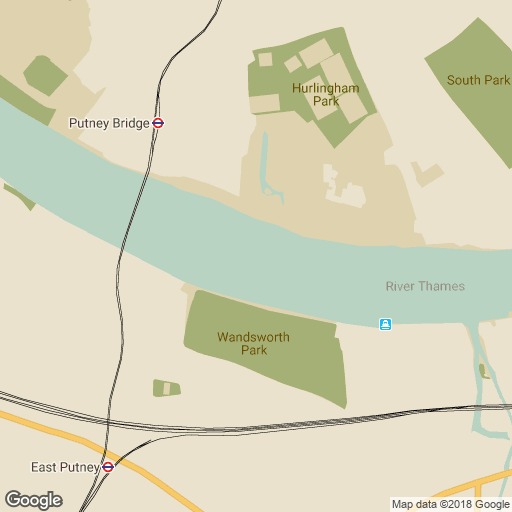 South Park
Hurlingham
Park
Putney Bridge
River Thames
Wandsworth
Park
East Putney
Google
Map data ©2018 Google